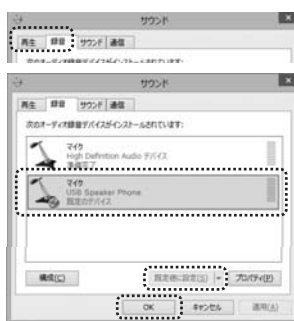 サウンド
再生 録音 サウンド 通信
次のオーディオ録音デバイスがインストールされています:
サウンド
再生 録音 サウンド 通信
次のオーディオ録音デバイスがインストールされています:
マイク
High Definition Audio デバイス
準備完了
マイク
USB Speaker Phone
既定のデバイス
構成(C) 既定値に設定(S) プロパティ(P)
OK キャンセル 適用(A)